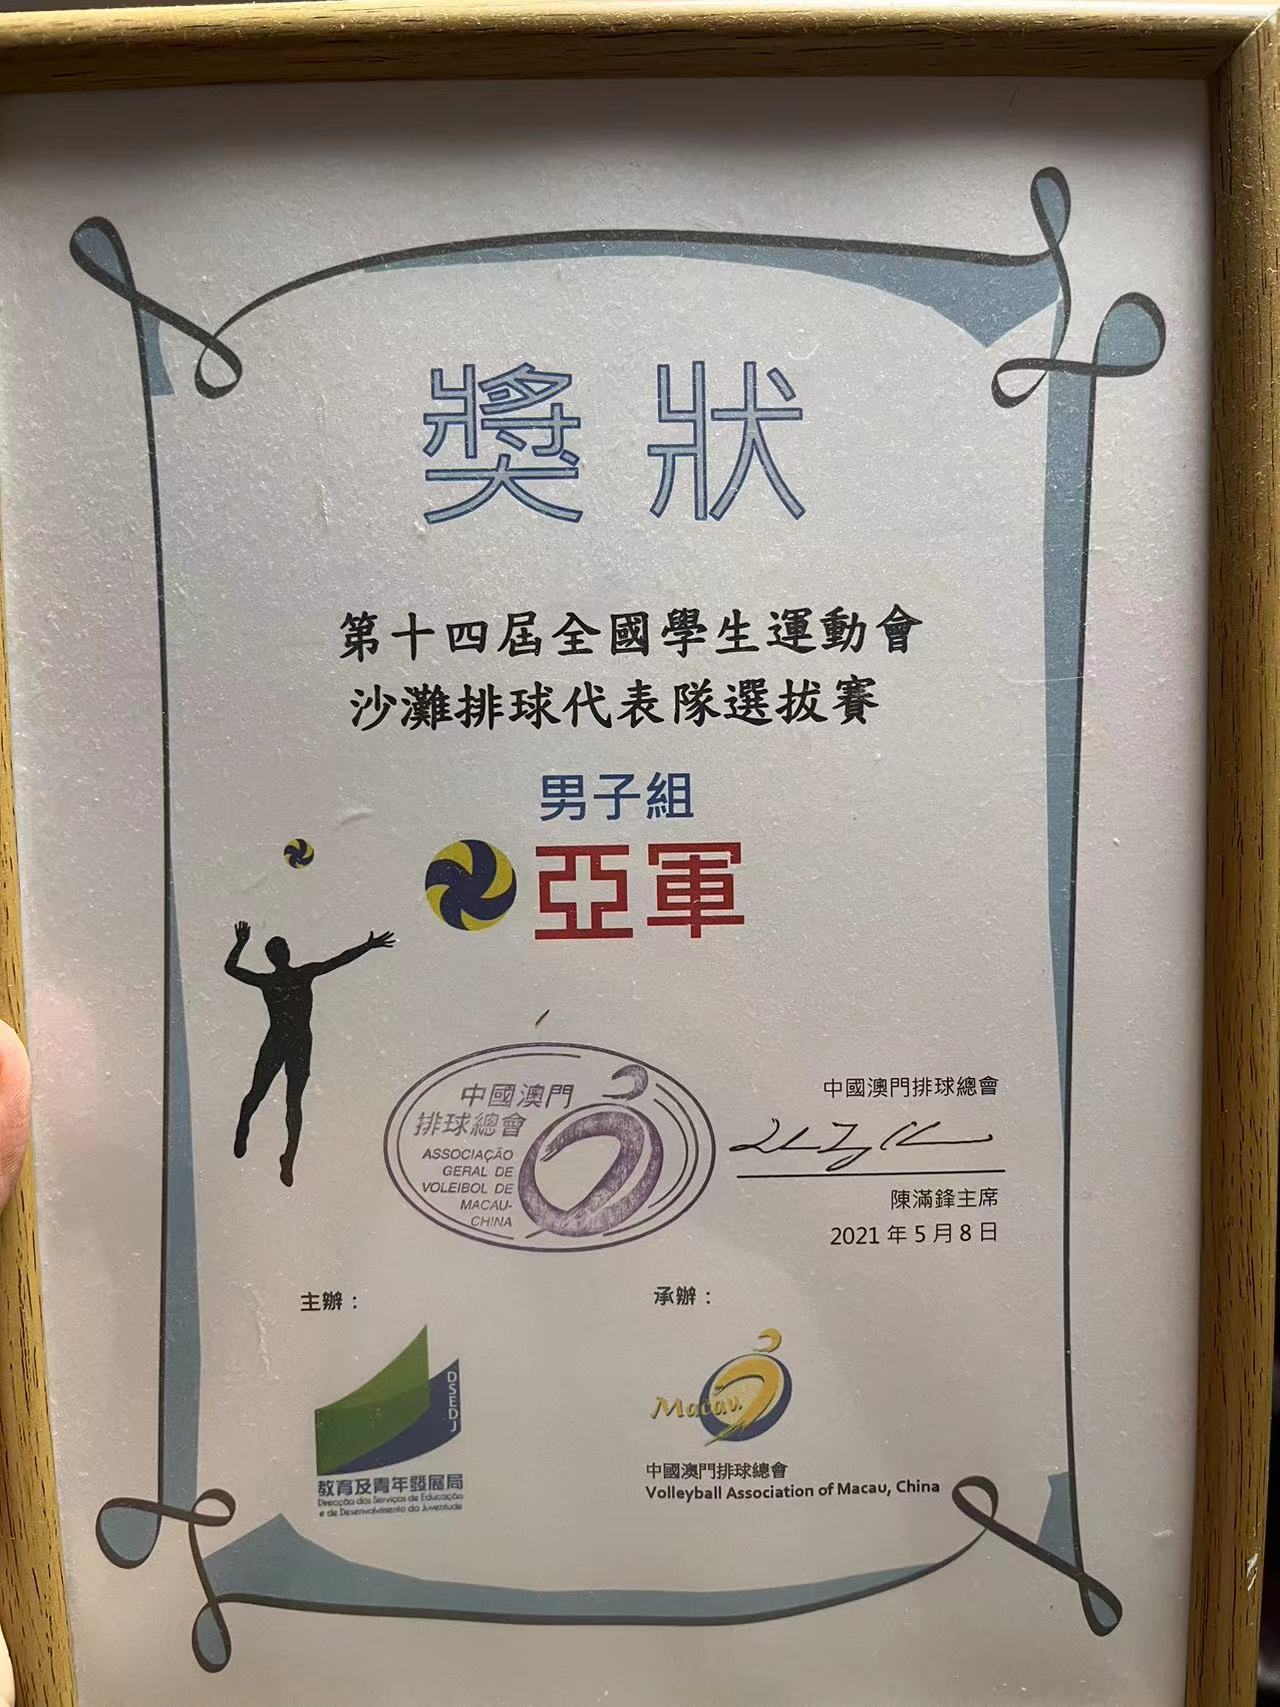 獎狀
第十四屆全國學生運動會
沙灘排球代表隊選拔賽
男子組
亞軍
中國澳門
排球總會
ASSOCIAÇÃO
GERAL DE
VOLEIBOL DE
MACAU-
CHINA
中國澳門排球總會
陳滿鋒主席
2021 年 5 月 8 日
主辦：
DSEDJ
教育及青年發展局
Direcção dos Serviços de Educação
e de Desenvolvimento da Juventude
承辦：
Macau
中國澳門排球總會
Volleyball Association of Macau, China